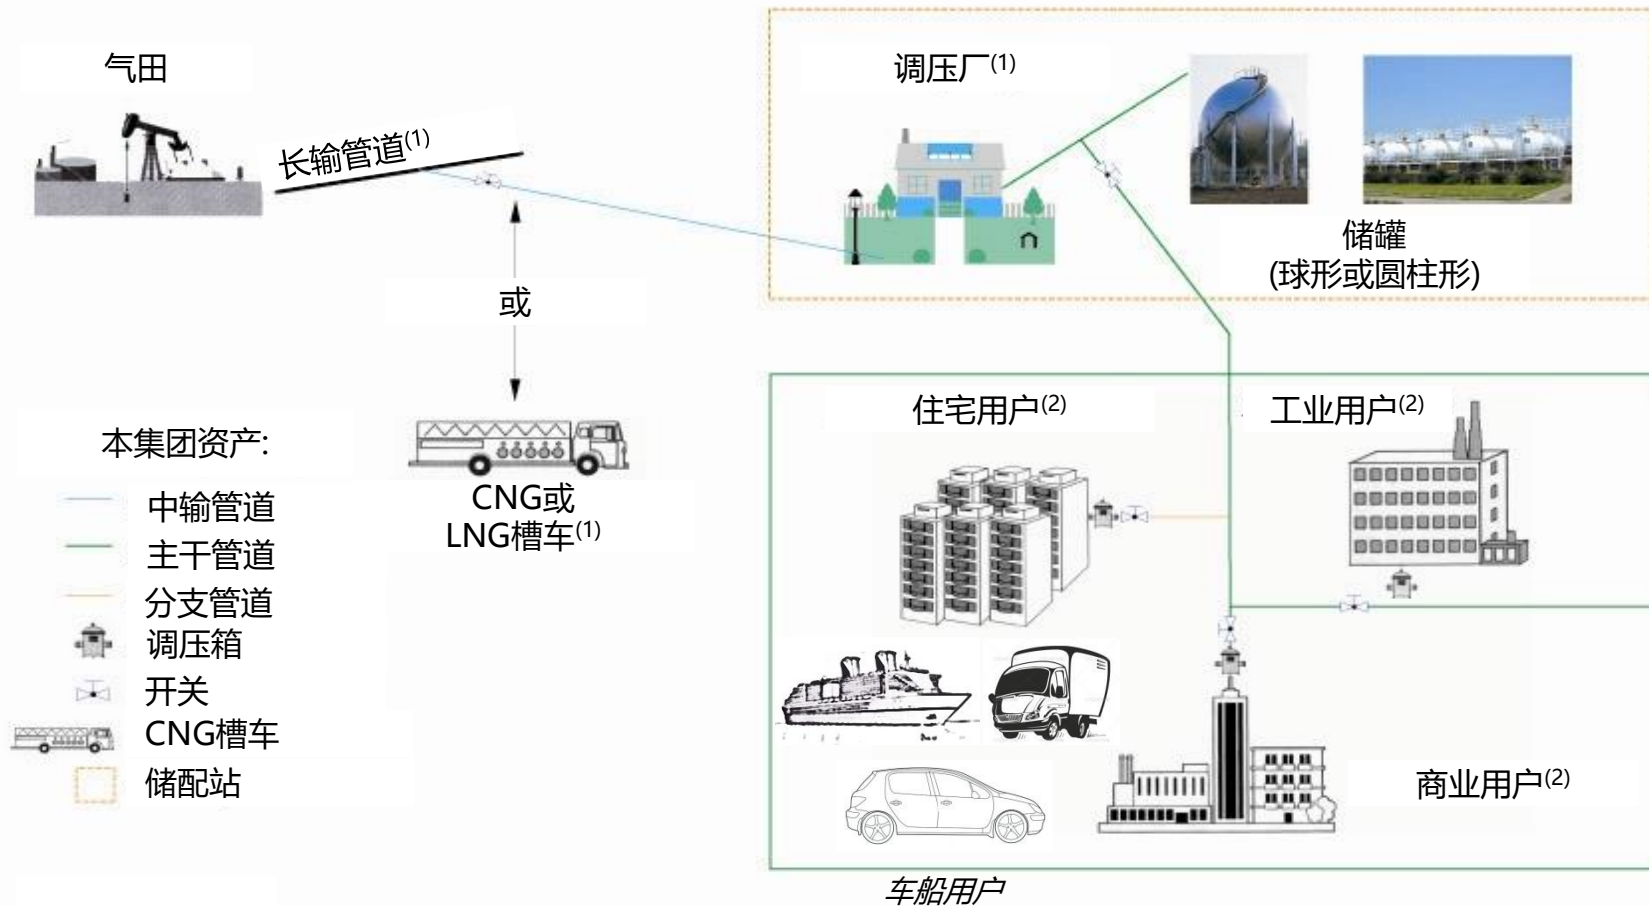 气田
长输管道(1)
或
CNG或
LNG槽车(1)
调压厂(1)
储罐
(球形或圆柱形)
住宅用户(2)
工业用户(2)
商业用户(2)
车船用户
本集团资产:
中输管道
主干管道
分支管道
调压箱
开关
CNG槽车
储配站